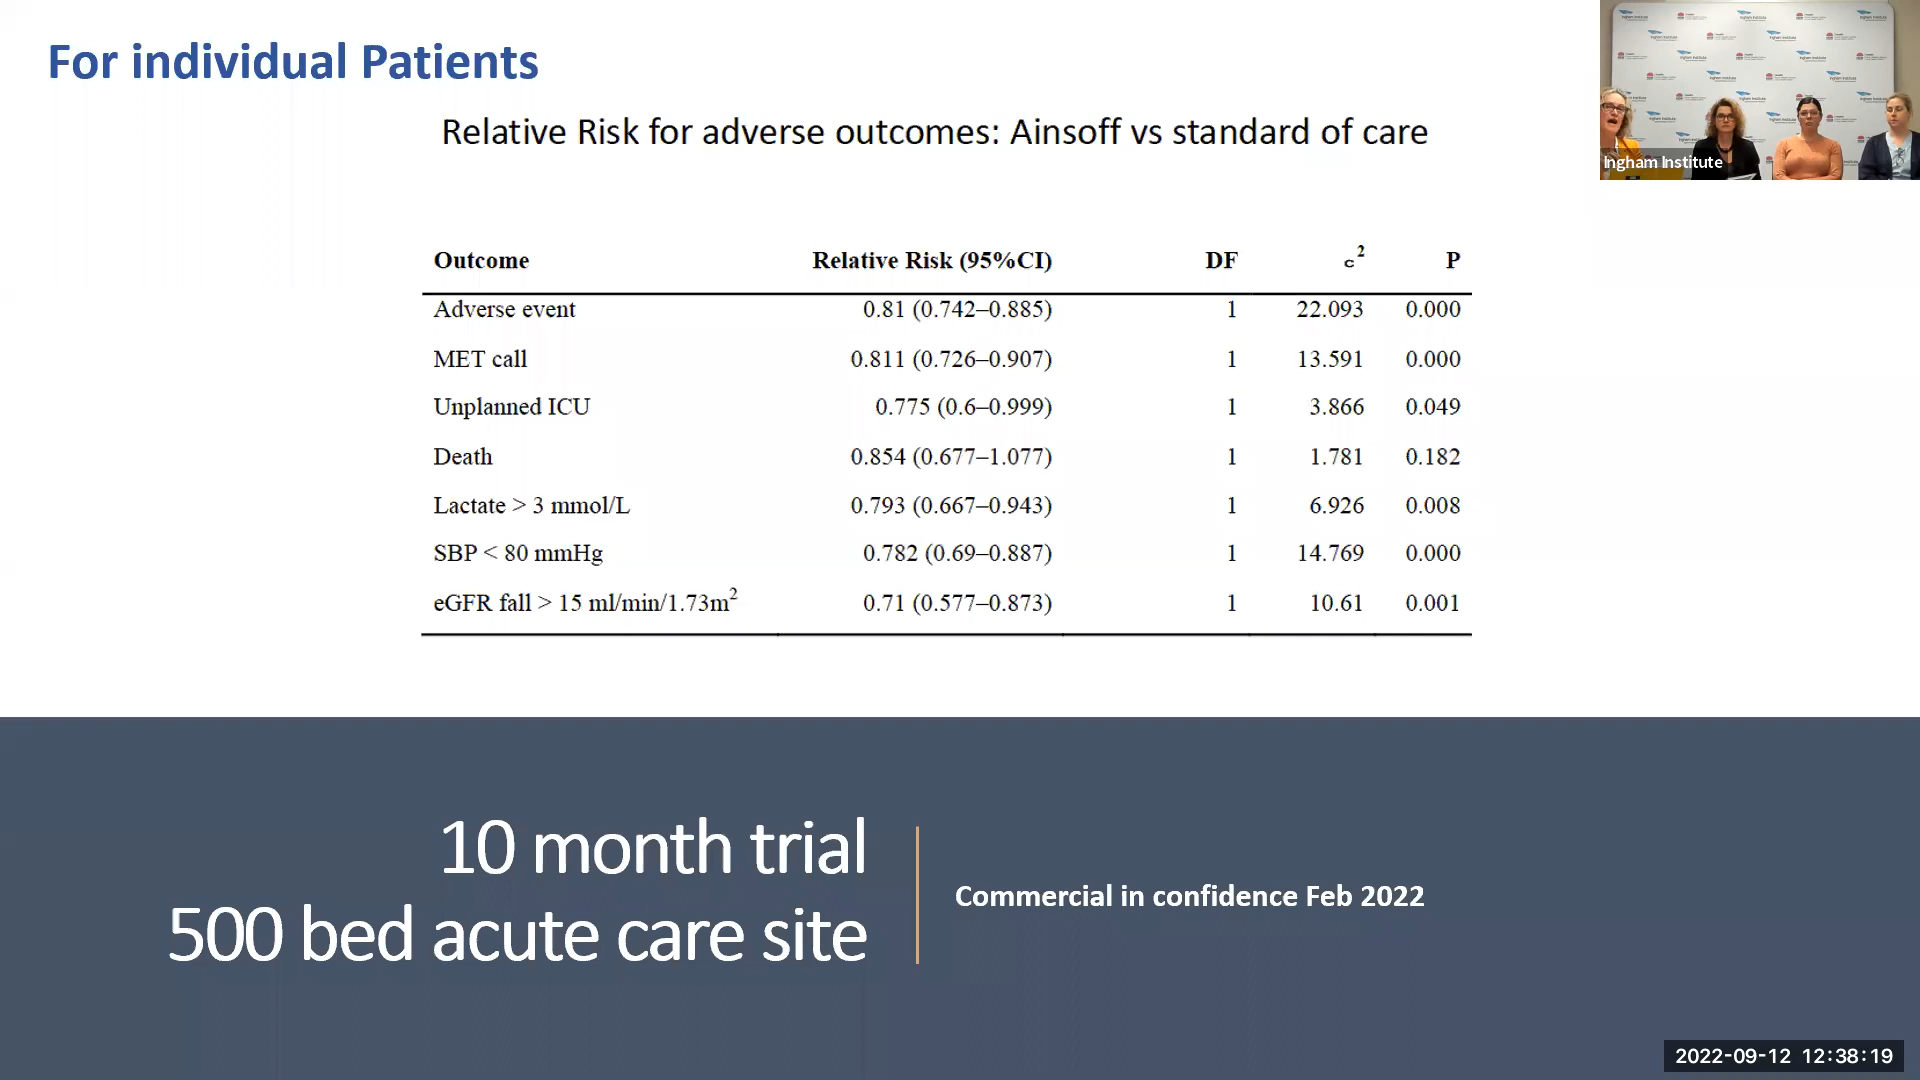 For individual Patients
Relative Risk for adverse outcomes: Ainsoff vs standard of care
Outcome Relative Risk (95%CI) DF c² P
Adverse event 0.81 (0.742–0.885) 1 22.093 0.000
MET call 0.811 (0.726–0.907) 1 13.591 0.000
Unplanned ICU 0.775 (0.6–0.999) 1 3.866 0.049
Death 0.854 (0.677–1.077) 1 1.781 0.182
Lactate > 3 mmol/L 0.793 (0.667–0.943) 1 6.926 0.008
SBP < 80 mmHg 0.782 (0.69–0.887) 1 14.769 0.000
eGFR fall > 15 ml/min/1.73m² 0.71 (0.577–0.873) 1 10.61 0.001
10 month trial
500 bed acute care site
Commercial in confidence Feb 2022
Ingham Institute
2022-09-12 12:38:19